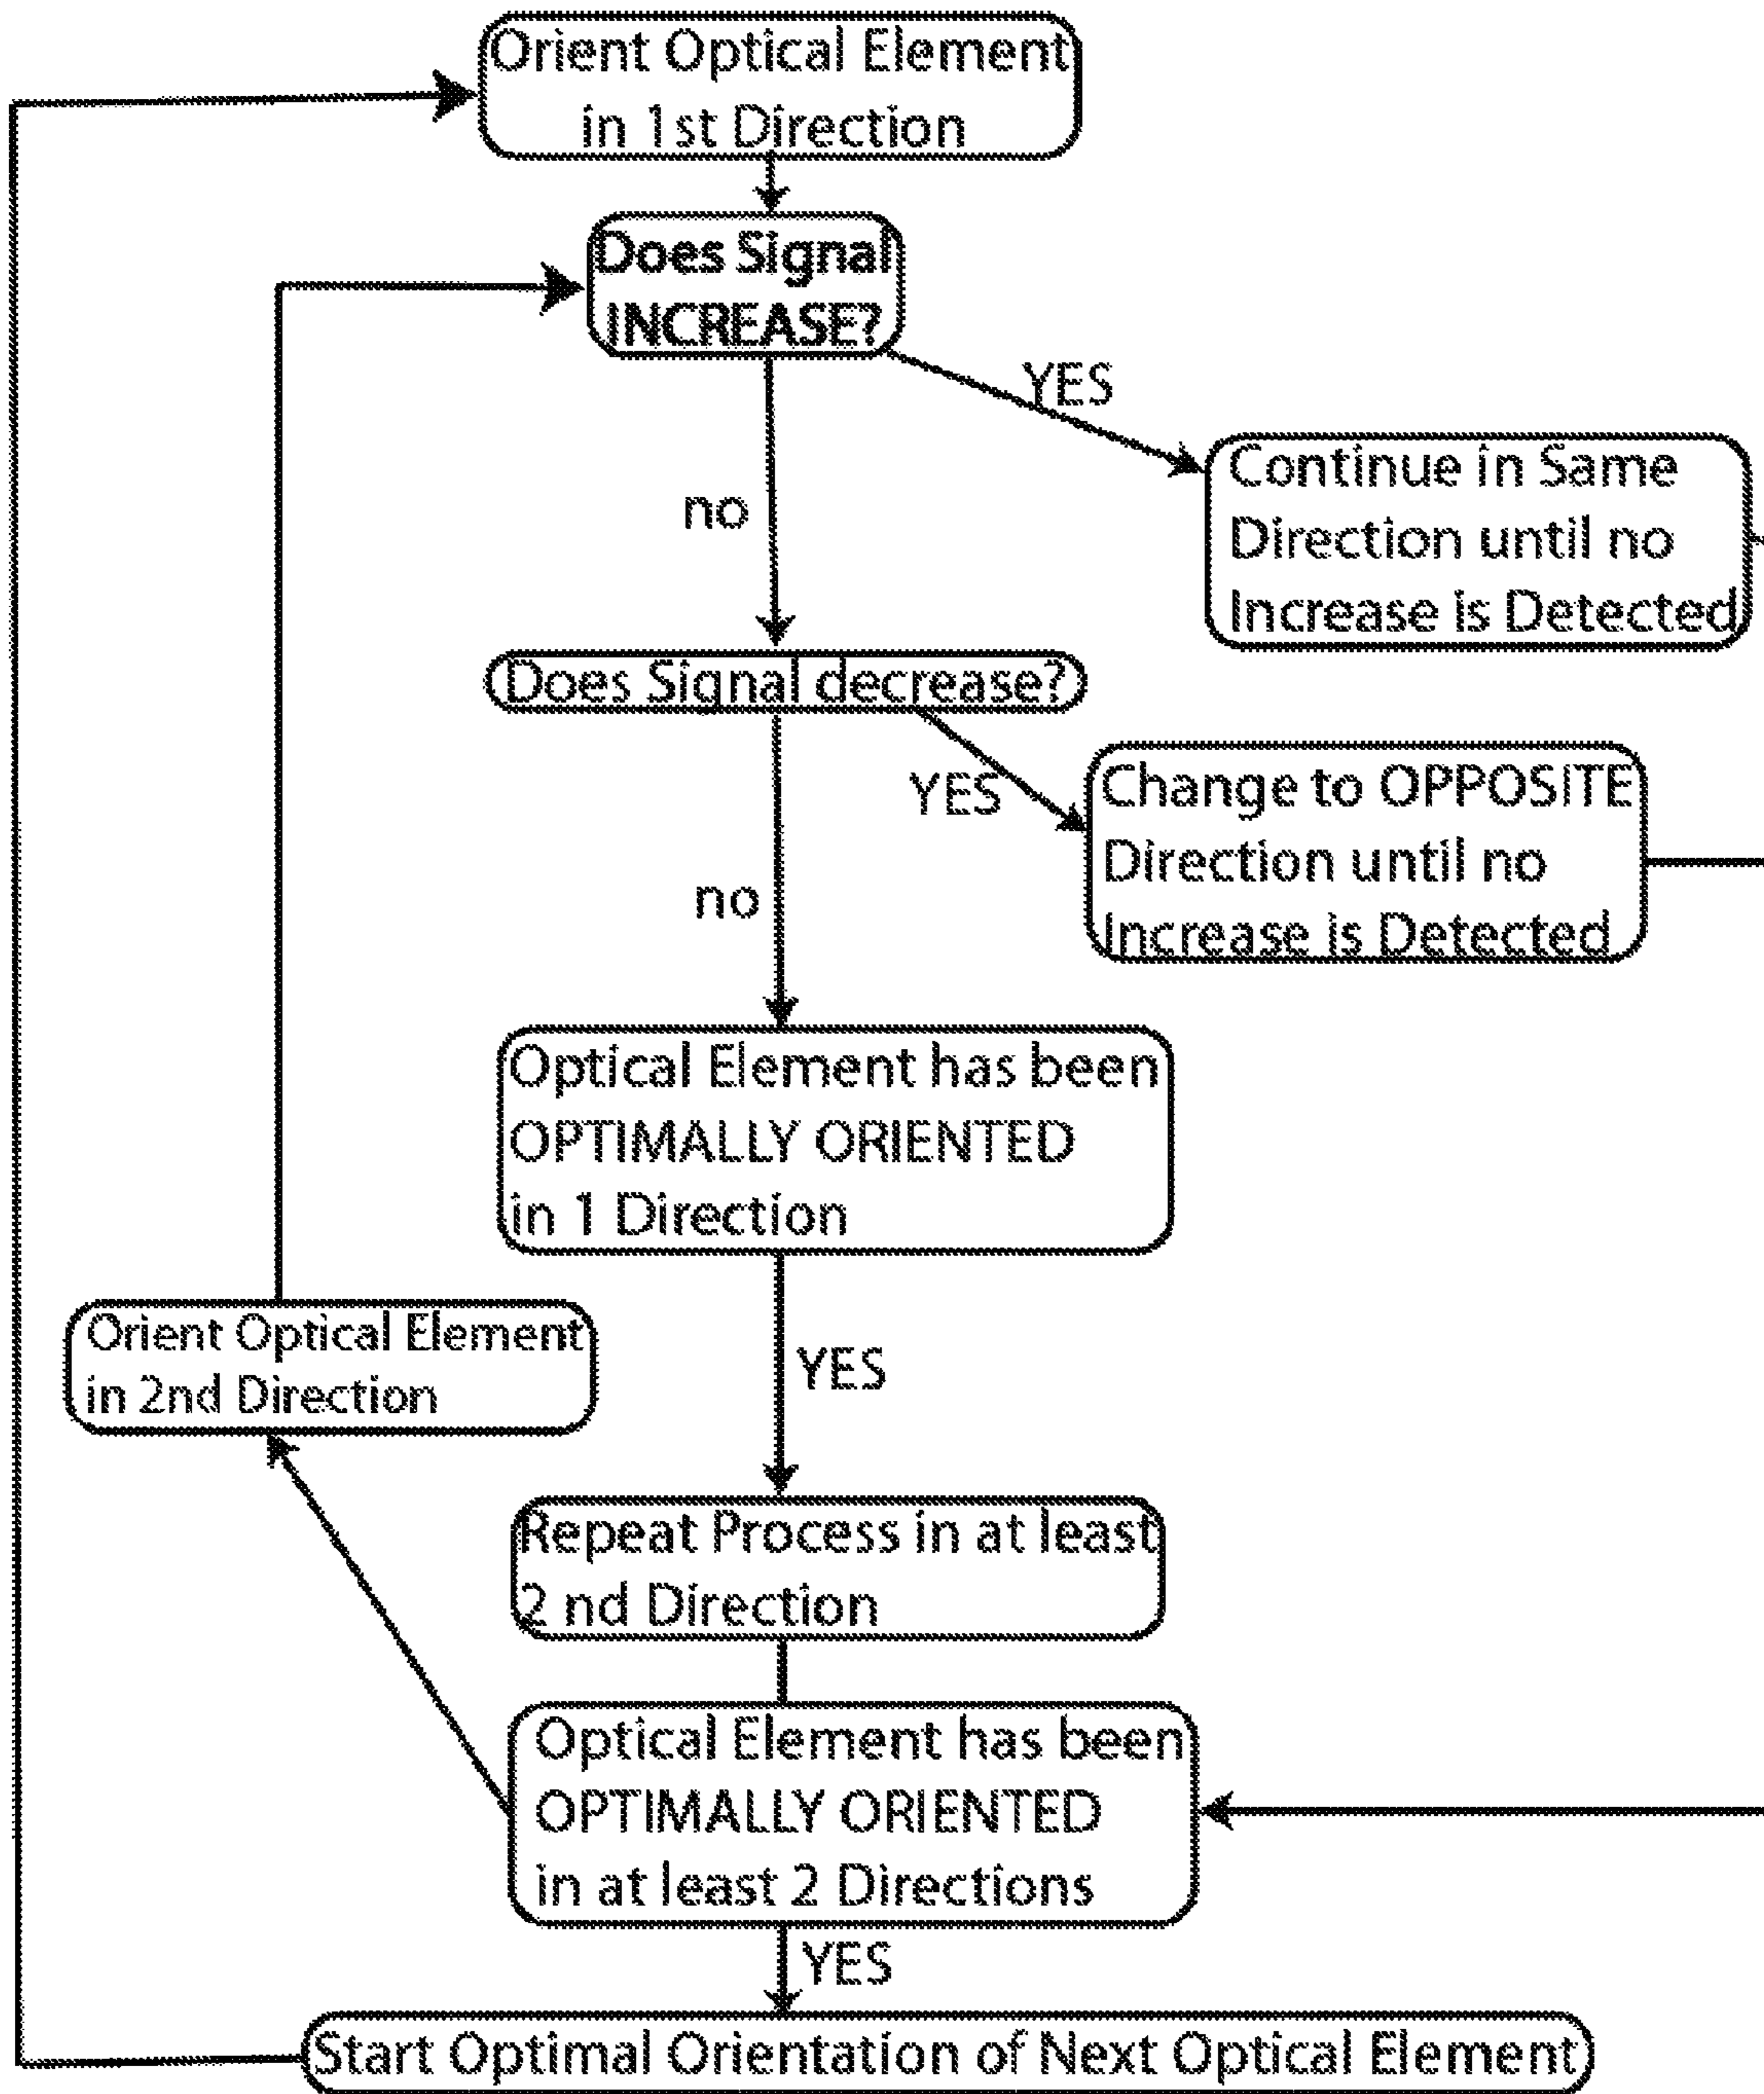 Orient Optical Element
in 1st Direction
Does Signal
INCREASE?
YES
Continue in Same
Direction until no
Increase is Detected
no
Does Signal decrease?
YES
Change to OPPOSITE
Direction until no
Increase is Detected
no
Optical Element has been
OPTIMALLY ORIENTED
in 1 Direction
Orient Optical Element
in 2nd Direction
YES
Repeat Process in at least
2 nd Direction
Optical Element has been
OPTIMALLY ORIENTED
in at least 2 Directions
YES
Start Optimal Orientation of Next Optical Element